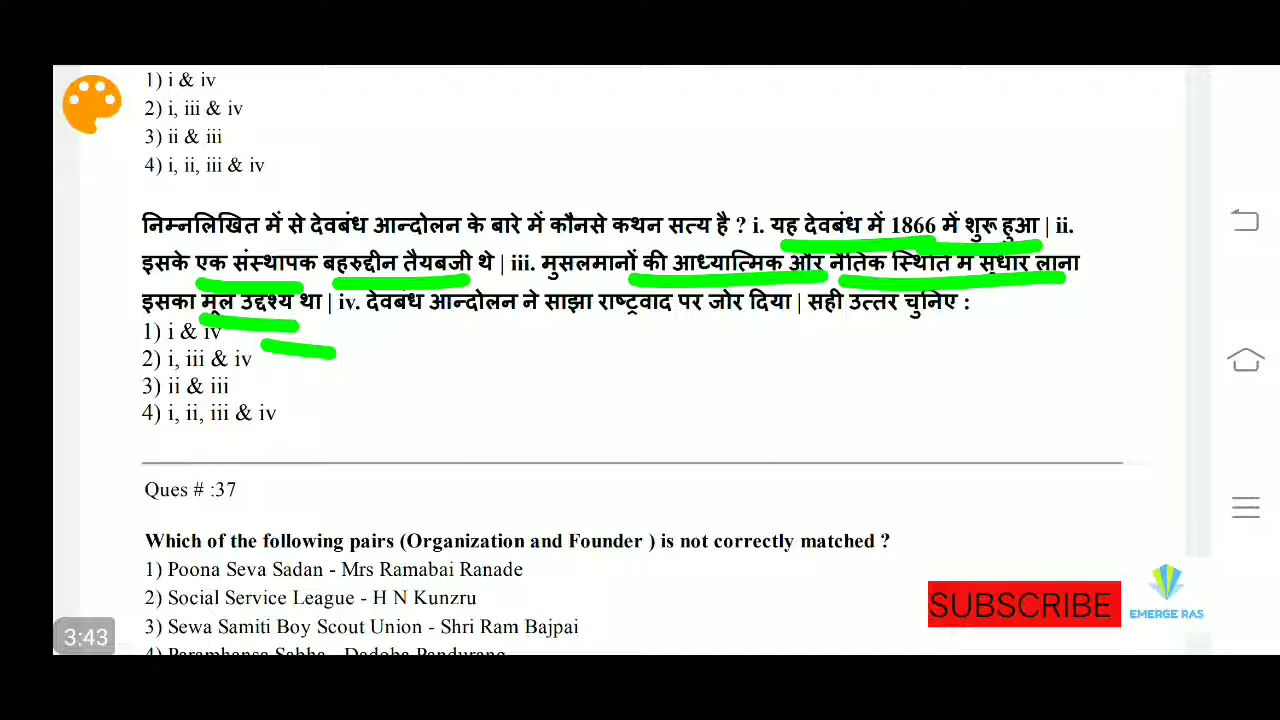 1) i & iv
2) i, iii & iv
3) ii & iii
4) i, ii, iii & iv
निम्नलिखित में से देवबंध आन्दोलन के बारे में कौनसे कथन सत्य है ? i. यह देवबंध में 1866 में शुरू हुआ | ii.
इसके एक संस्थापक बहरुद्दीन तैयबजी थे | iii. मुसलमानों की आध्यात्मिक और नैतिक स्थिति में सुधार लाना
इसका मूल उद्देश्य था | iv. देवबंध आन्दोलन ने साझा राष्ट्रवाद पर जोर दिया | सही उत्तर चुनिए :
1) i & iv
2) i, iii & iv
3) ii & iii
4) i, ii, iii & iv
Ques # :37
Which of the following pairs (Organization and Founder ) is not correctly matched ?
1) Poona Seva Sadan - Mrs Ramabai Ranade
2) Social Service League - H N Kunzru
3) Sewa Samiti Boy Scout Union - Shri Ram Bajpai
4) Paramhansa Sabha - Dadoba Pandurang
SUBSCRIBE
EMERGE RAS
3:43